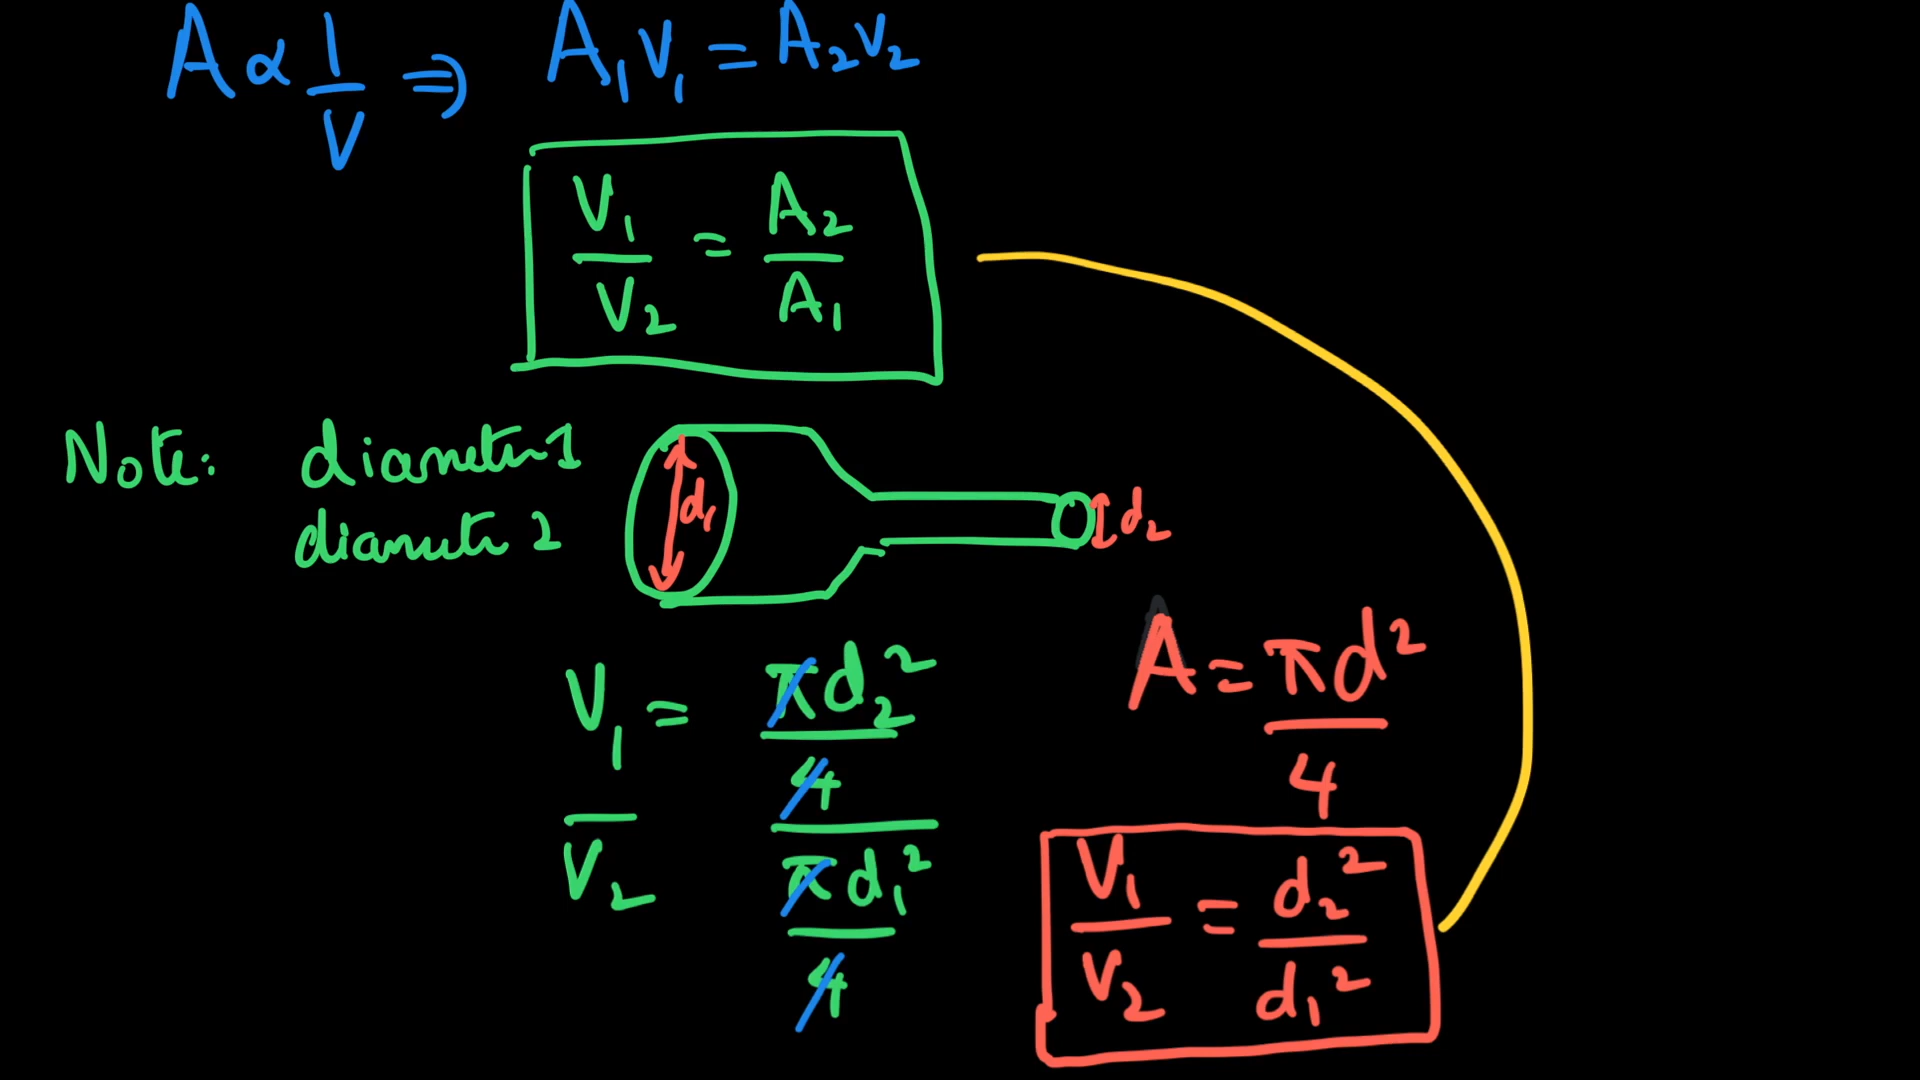 A ∝ 1/V ⇒ A₁V₁ = A₂V₂
V₁/V₂ = A₂/A₁
Note: diameter 1
diameter 2
d₁
d₂
V₁/V₂ = (πd₂²/4)/(πd₁²/4)
A = πd²/4
V₁/V₂ = d₂²/d₁²